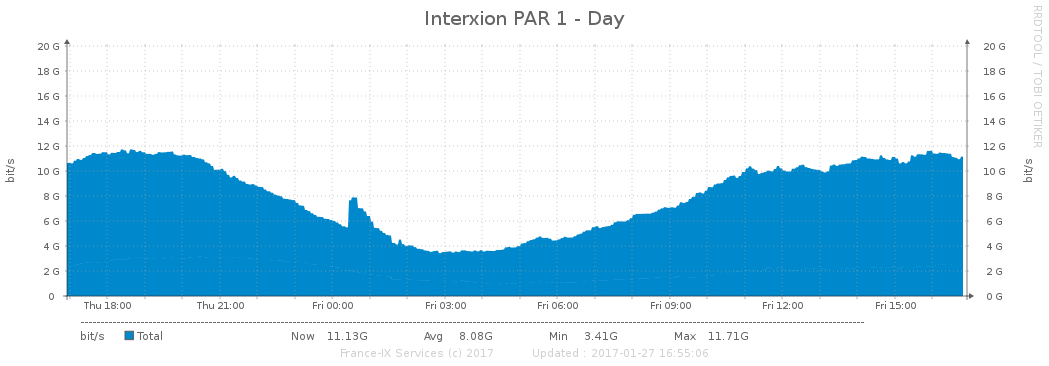 Interxion PAR 1 - Day
RRDTOOL / TOBI OETIKER
20 G 20 G
18 G 18 G
16 G 16 G
14 G 14 G
12 G 12 G
10 G 10 G
8 G 8 G
6 G 6 G
4 G 4 G
2 G 2 G
0 0 G
bit/s
bit/s
Thu 18:00 Thu 21:00 Fri 00:00 Fri 03:00 Fri 06:00 Fri 09:00 Fri 12:00 Fri 15:00
bit/s Total Now 11.13G Avg 8.08G Min 3.41G Max 11.71G
France-IX Services (c) 2017 Updated : 2017-01-27 16:55:06